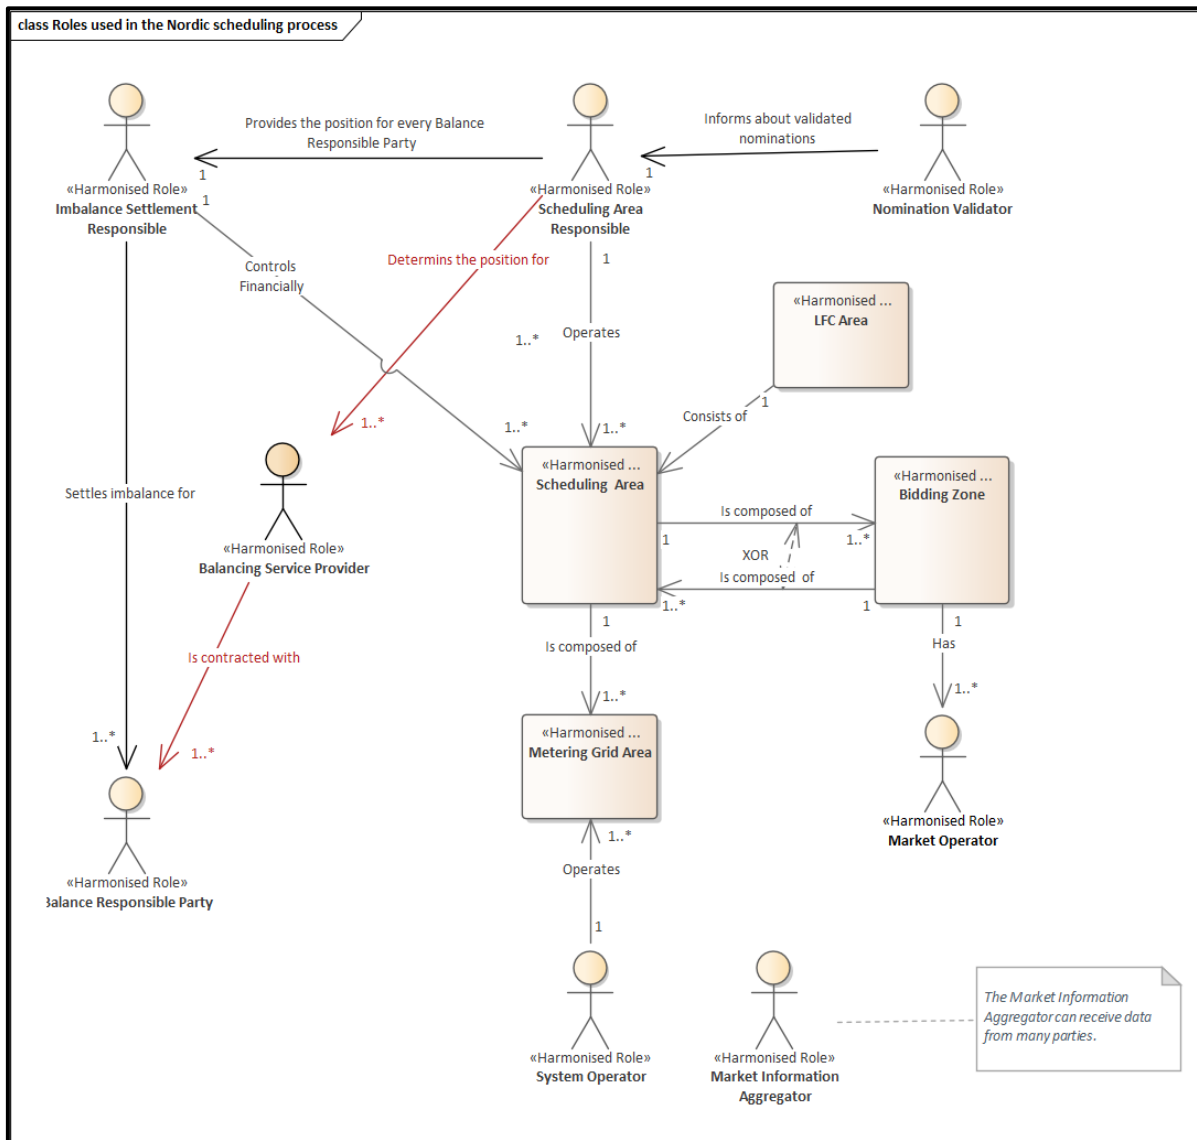 class Roles used in the Nordic scheduling process
Provides the position for every Balance
Responsible Party
Informs about validated
nominations
1
1
«Harmonised Role»
Imbalance Settlement
Responsible
1
«Harmonised Role»
Scheduling Area
Responsible
«Harmonised Role»
Nomination Validator
Controls
Financially
Determins the position for
1
«Harmonised ...
LFC Area
1..*
Operates
1
Consists of
1..*
1..*
1..*
«Harmonised ...
Scheduling Area
«Harmonised ...
Bidding Zone
Settles imbalance for
Is composed of
1
1..*
XOR
«Harmonised Role»
Balancing Service Provider
Is composed of
1..*
1
1
Is composed of
1
Has
Is contracted with
1..*
1..*
1..*
1..*
«Harmonised ...
Metering Grid Area
«Harmonised Role»
Market Operator
1..*
Operates
«Harmonised Role»
3alance Responsible Party
1
«Harmonised Role»
System Operator
«Harmonised Role»
Market Information
Aggregator
The Market Information
Aggregator can receive data
from many parties.